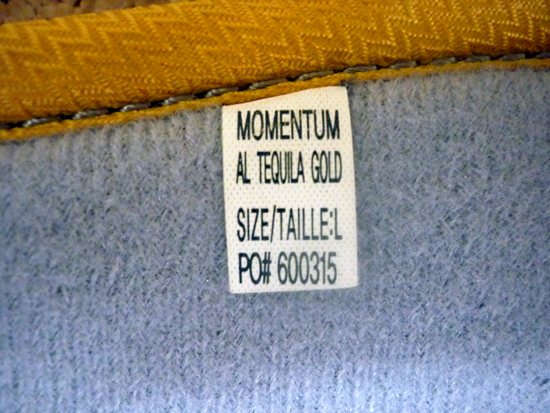 MOMENTUM
AL TEQUILA GOLD
SIZE/TAILLE:L
PO# 600315